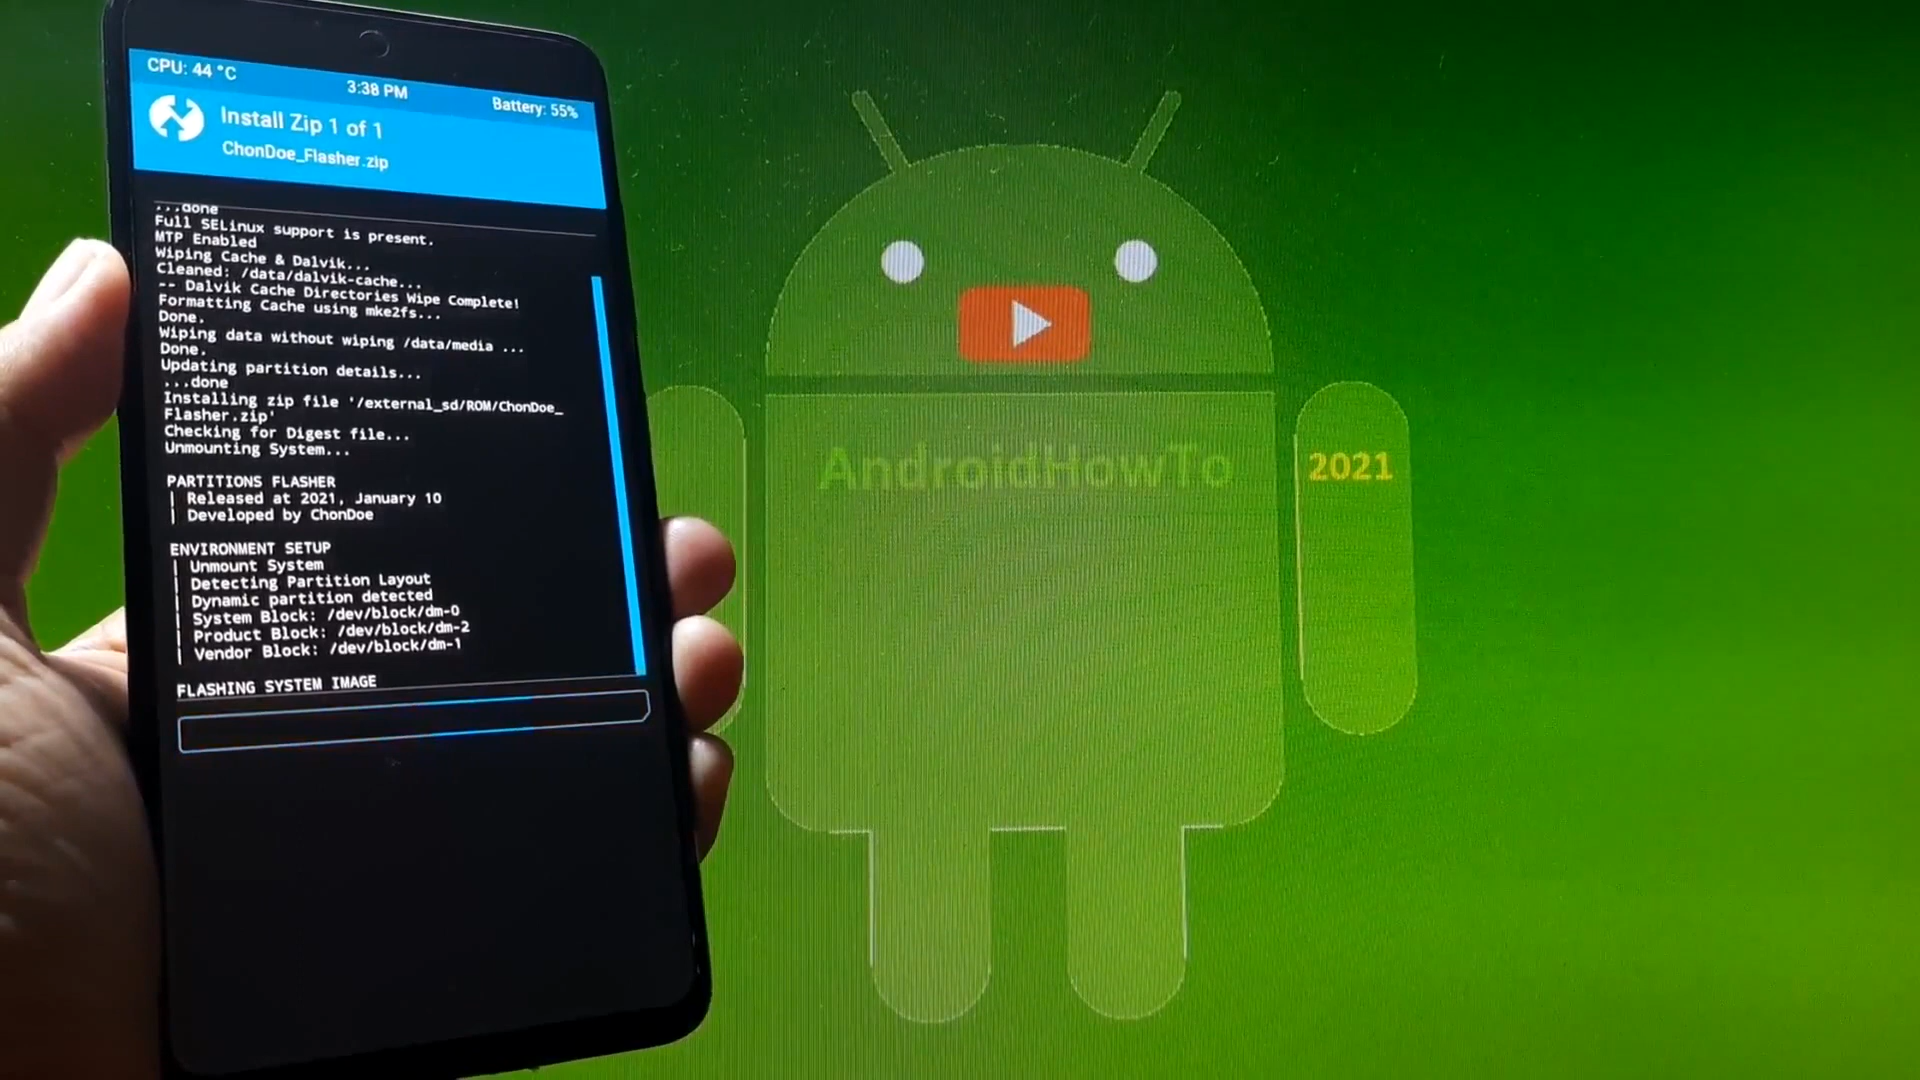 CPU: 44 °C
3:38 PM
Battery: 55%
Install Zip 1 of 1
ChonDoe_Flasher.zip
...done
Full SELinux support is present.
MTP Enabled
Wiping Cache & Dalvik...
Cleaned: /data/dalvik-cache...
-- Dalvik Cache Directories Wipe Complete!
Formatting Cache using mke2fs...
Done.
Wiping data without wiping /data/media ...
Done.
Updating partition details...
...done
Installing zip file '/external_sd/ROM/ChonDoe_
Flasher.zip'
Checking for Digest file...
Unmounting System...
PARTITIONS FLASHER
| Released at 2021, January 10
| Developed by ChonDoe
ENVIRONMENT SETUP
| Unmount System
| Detecting Partition Layout
| Dynamic partition detected
| System Block: /dev/block/dm-0
| Product Block: /dev/block/dm-2
| Vendor Block: /dev/block/dm-1
FLASHING SYSTEM IMAGE
AndroidHowTo
2021